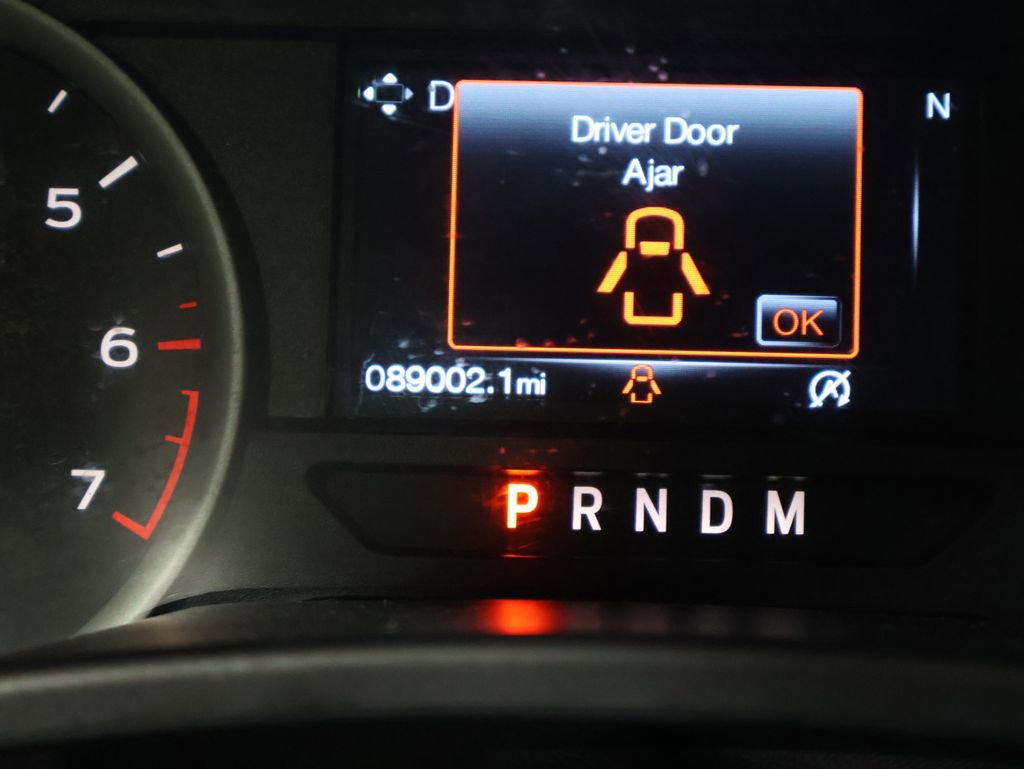 D
N
Driver Door
Ajar
OK
089002.1mi
A
5
6
7
P R N D M